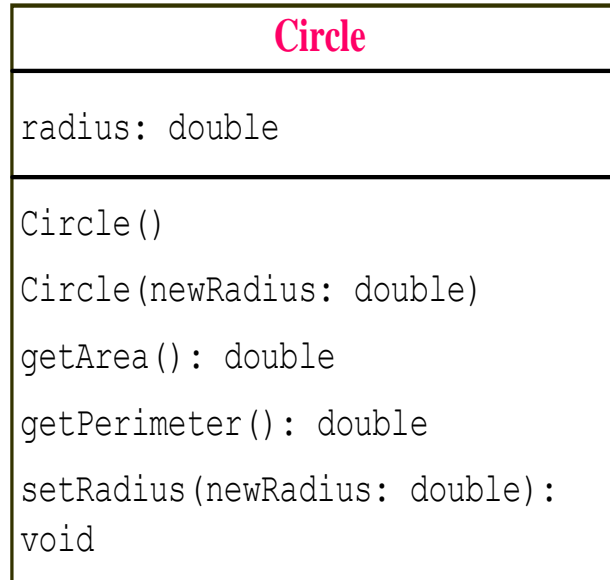 Circle
radius: double
Circle()
Circle(newRadius: double)
getArea(): double
getPerimeter(): double
setRadius(newRadius: double):
void